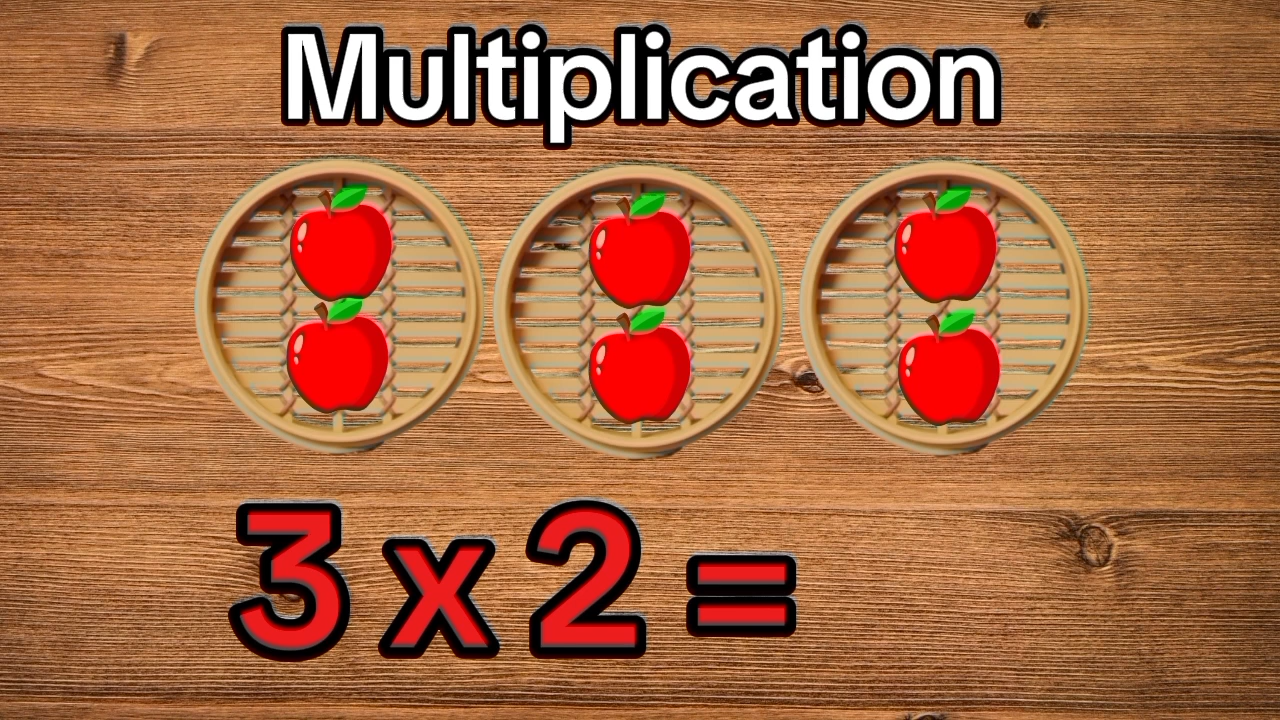 Multiplication
3 x 2 =